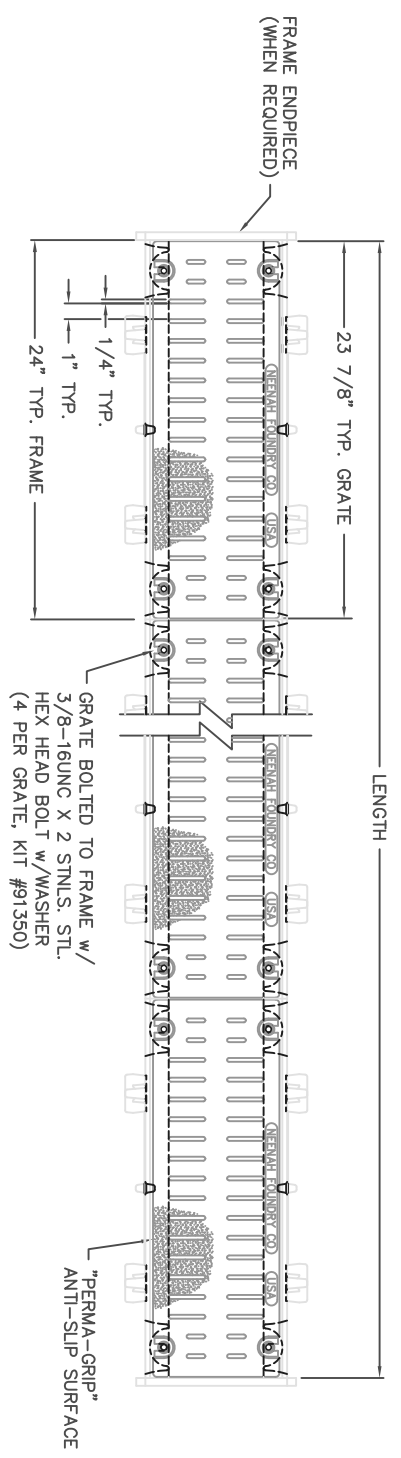 FRAME ENDPIECE
(WHEN REQUIRED)
LENGTH
23 7/8" TYP. GRATE
NEENAH FOUNDRY CO
USA
NEENAH FOUNDRY CO
USA
NEENAH FOUNDRY CO
USA
1/4" TYP.
1" TYP.
24" TYP. FRAME
GRATE BOLTED TO FRAME w/
3/8-16UNC X 2 STNLS. STL.
HEX HEAD BOLT w/WASHER
(4 PER GRATE, KIT #91350)
"PERMA-GRIP"
ANTI-SLIP SURFACE